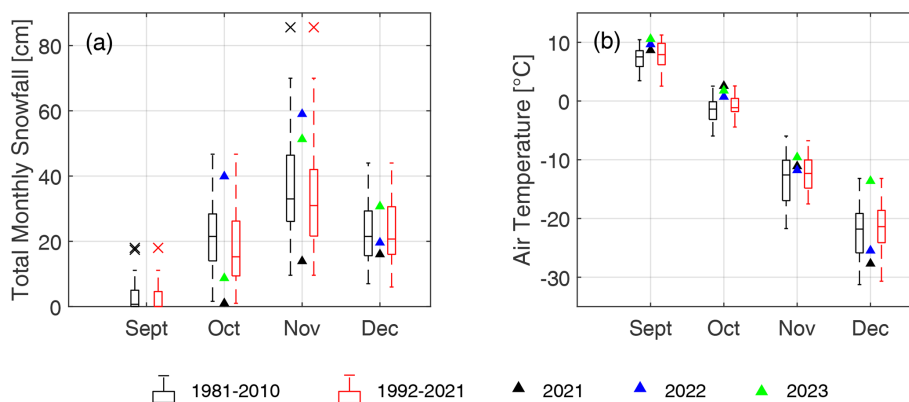 (a)
Total Monthly Snowfall [cm]
80
60
40
20
0
Sept Oct Nov Dec
(b)
Air Temperature [°C]
10
0
-10
-20
-30
Sept Oct Nov Dec
1981-2010 1992-2021 2021 2022 2023